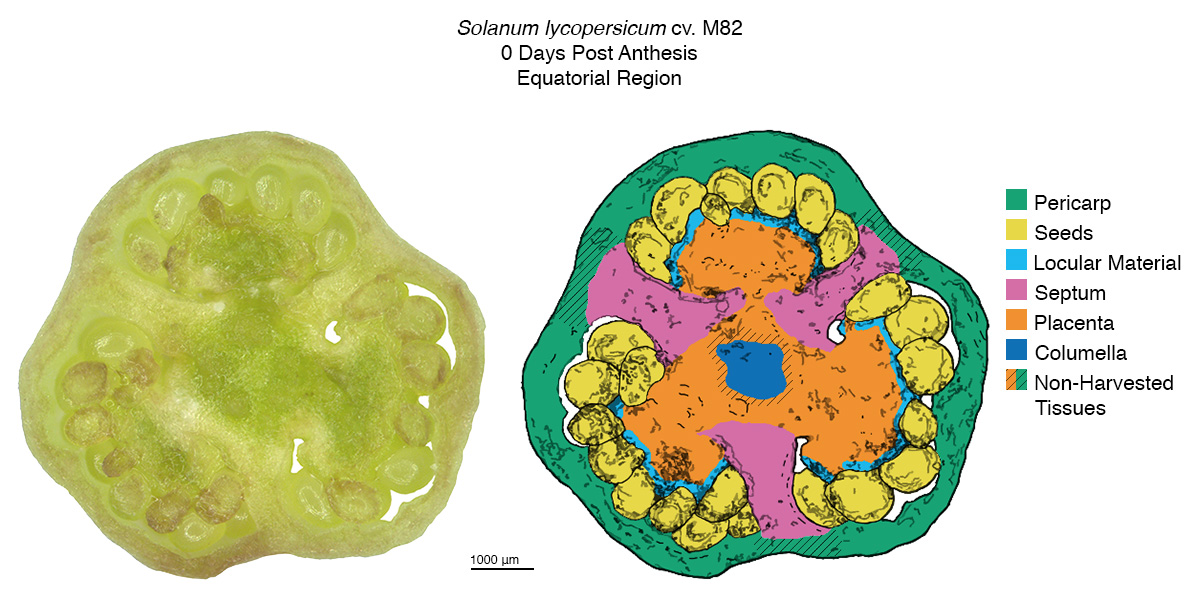 Solanum lycopersicum cv. M82
0 Days Post Anthesis
Equatorial Region
Pericarp
Seeds
Locular Material
Septum
Placenta
Columella
Non-Harvested
Tissues
1000 µm